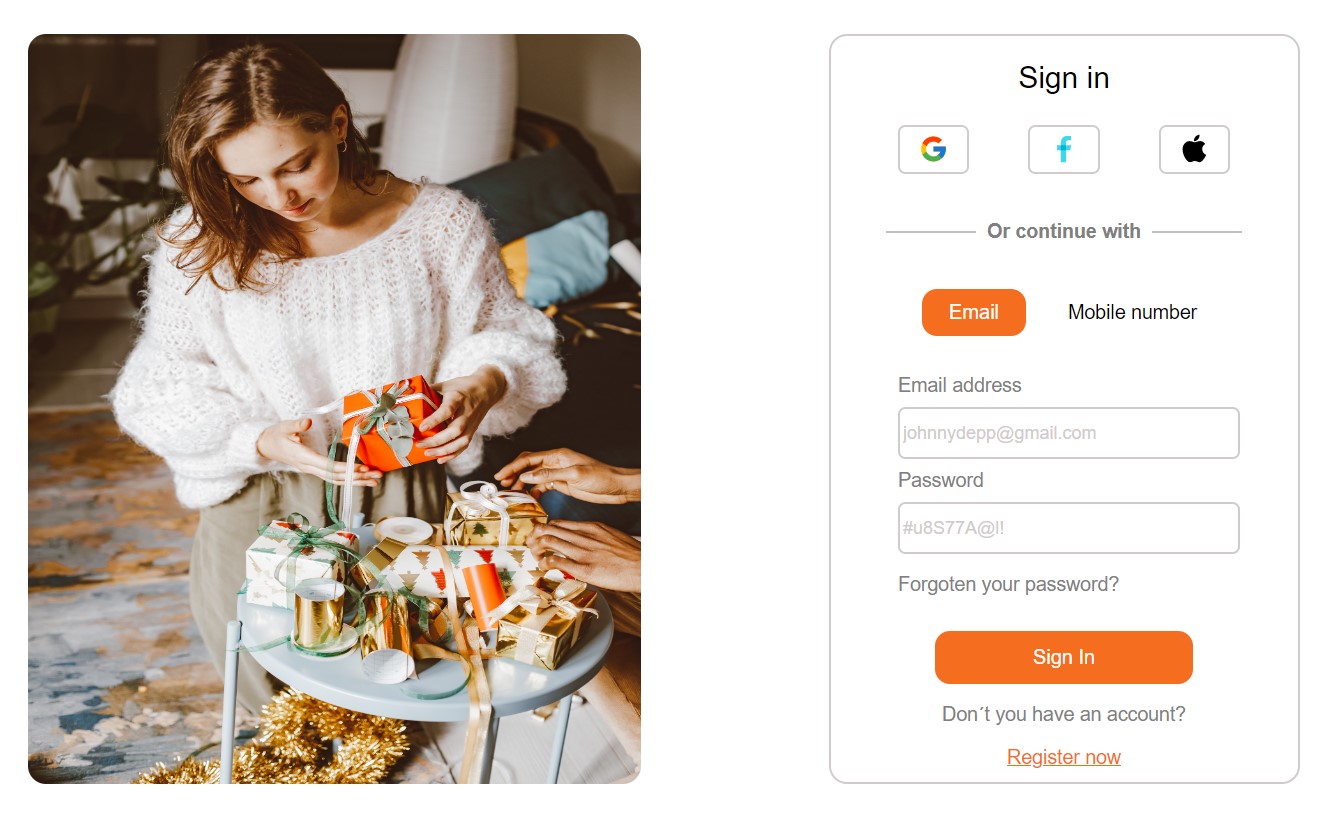 Sign in
Or continue with
Email
Mobile number
Email address
johnnydepp@gmail.com
Password
#u8S77A@l!
Forgoten your password?
Sign In
Don´t you have an account?
Register now